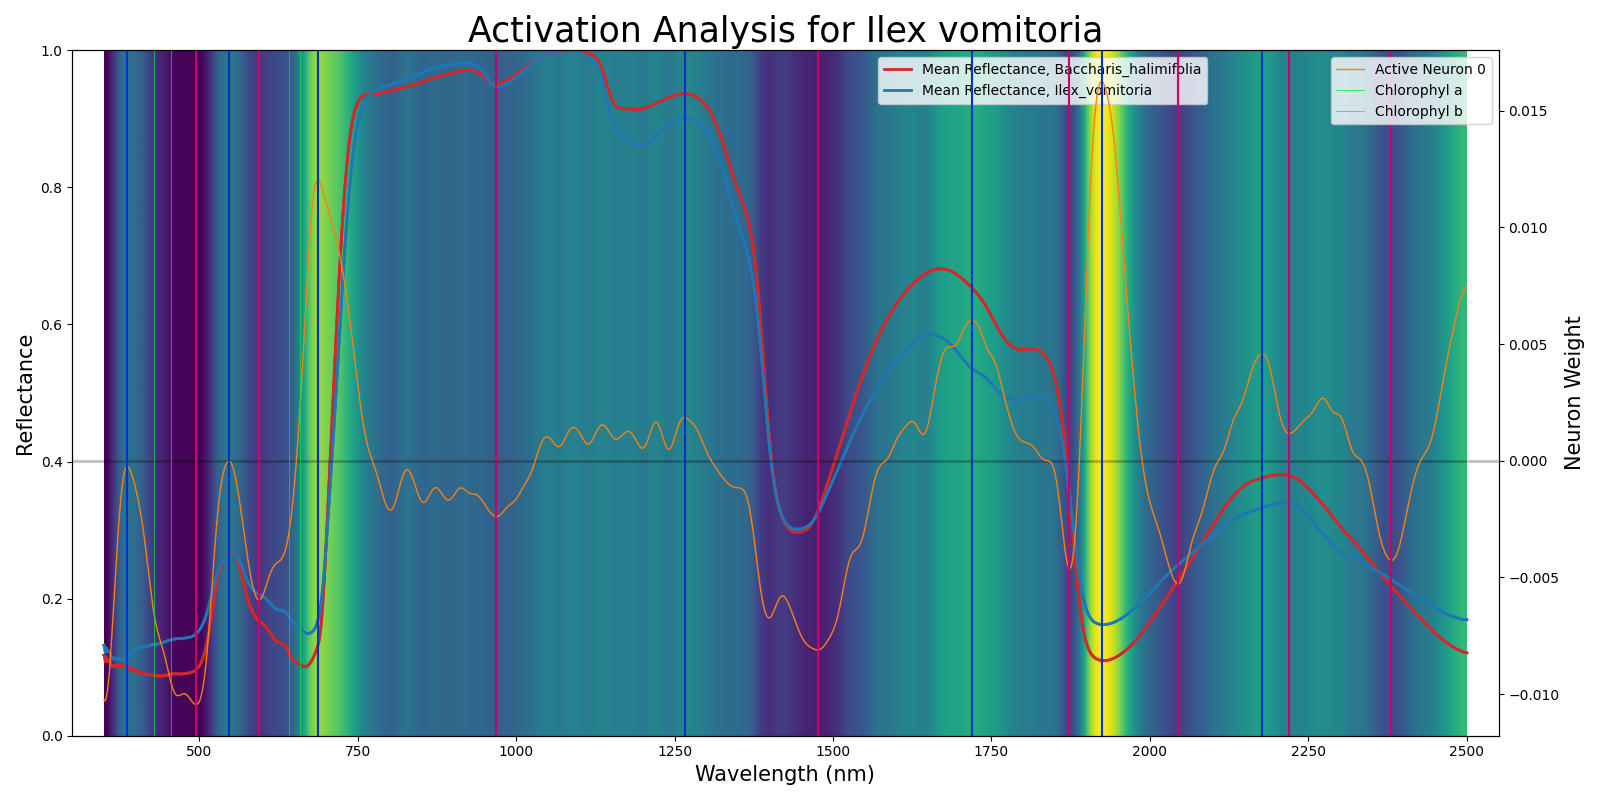 Activation Analysis for Ilex vomitoria
Mean Reflectance, Baccharis_halimifolia
Mean Reflectance, Ilex_vomitoria
Active Neuron 0
Chlorophyl a
Chlorophyl b
Reflectance
1.0
0.8
0.6
0.4
0.2
0.0
Neuron Weight
0.015
0.010
0.005
0.000
−0.005
−0.010
500
750
1000
1250
1500
1750
2000
2250
2500
Wavelength (nm)